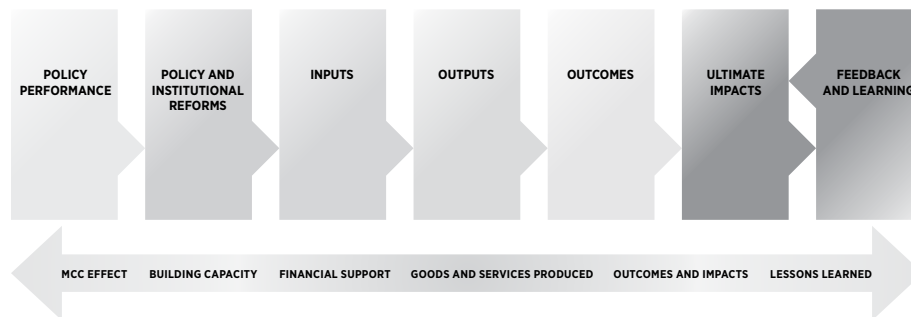 POLICY
PERFORMANCE
POLICY AND
INSTITUTIONAL
REFORMS
INPUTS
OUTPUTS
OUTCOMES
ULTIMATE
IMPACTS
FEEDBACK
AND LEARNING
MCC EFFECT
BUILDING CAPACITY
FINANCIAL SUPPORT
GOODS AND SERVICES PRODUCED
OUTCOMES AND IMPACTS
LESSONS LEARNED